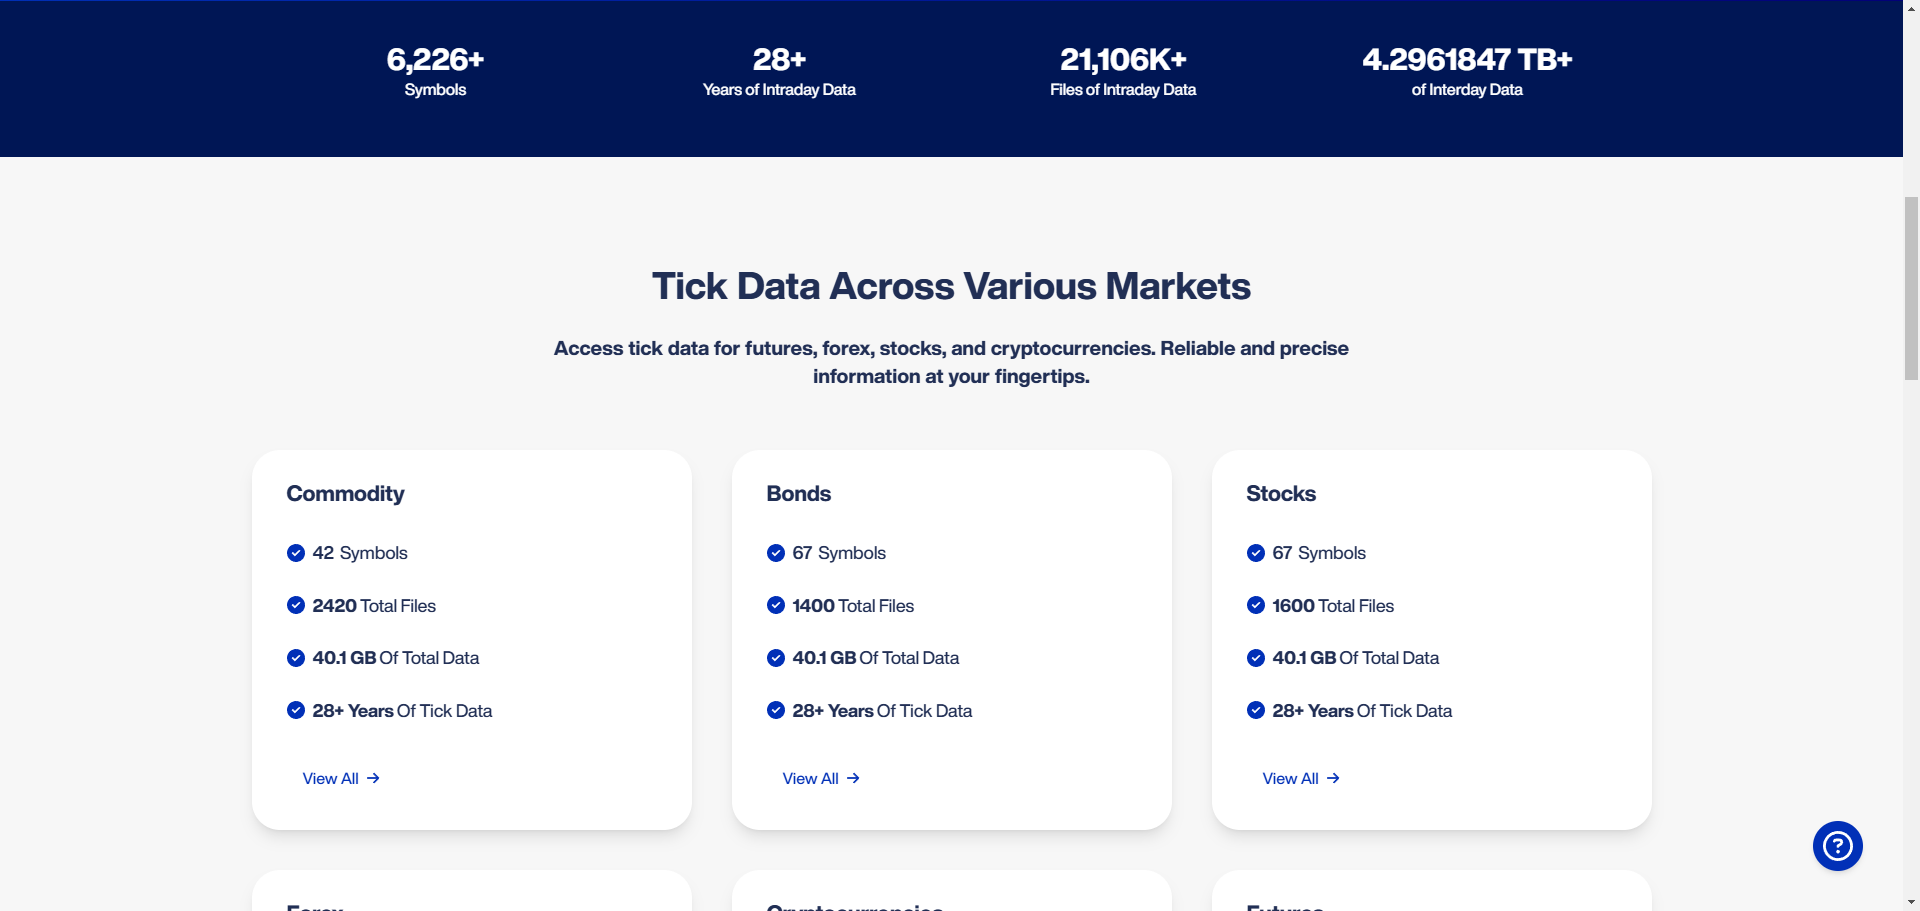 6,226+
Symbols
28+
Years of Intraday Data
21,106K+
Files of Intraday Data
4.2961847 TB+
of Interday Data
Tick Data Across Various Markets
Access tick data for futures, forex, stocks, and cryptocurrencies. Reliable and precise
information at your fingertips.
Commodity
42 Symbols
2420 Total Files
40.1 GB Of Total Data
28+ Years Of Tick Data
View All →
Bonds
67 Symbols
1400 Total Files
40.1 GB Of Total Data
28+ Years Of Tick Data
View All →
Stocks
67 Symbols
1600 Total Files
40.1 GB Of Total Data
28+ Years Of Tick Data
View All →
?
Forex
Cryptocurrencies
Futures